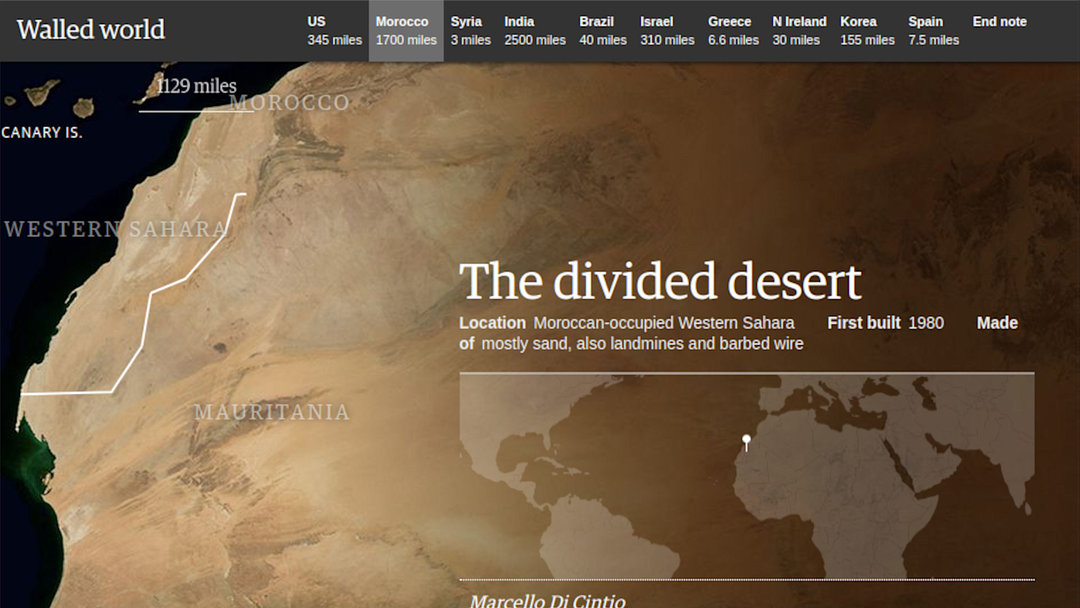 Walled world
US Morocco Syria India Brazil Israel Greece N Ireland Korea Spain End note
345 miles 1700 miles 3 miles 2500 miles 40 miles 310 miles 6.6 miles 30 miles 155 miles 7.5 miles
1129 miles
MOROCCO
CANARY IS.
WESTERN SAHARA
The divided desert
Location Moroccan-occupied Western Sahara First built 1980 Made
of mostly sand, also landmines and barbed wire
MAURITANIA
Marcello Di Cintio